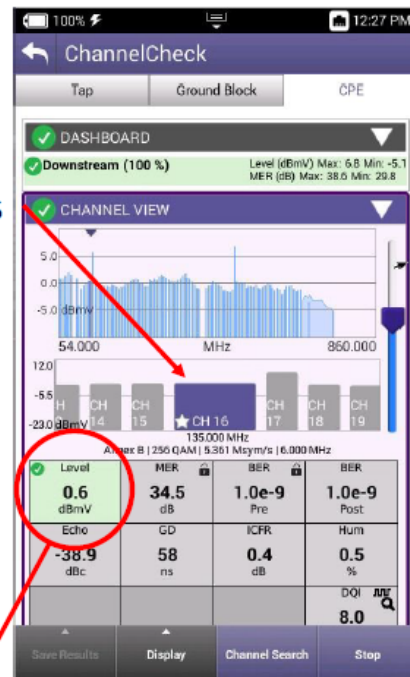 100%
12:27 PM
ChannelCheck
Tap Ground Block CPE
DASHBOARD
Downstream (100 %) Level (dBmV) Max: 6.8 Min: -5.1
MER (dB) Max: 38.6 Min: 29.8
CHANNEL VIEW
5.0
0.0
-5.0 dBmV
54.000 MHz 860.000
12.0
-5.5
-23.0 dBmV
H CH CH CH CH CH CH
14 15 ★ CH 16 17 18 19
135.000 MHz
Annex B | 256 QAM | 5.361 Msym/s | 6.000 MHz
Level MER BER BER
0.6 34.5 1.0e-9 1.0e-9
dBmV dB Pre Post
Echo GD ICFR Hum
-38.9 58 0.4 0.5
dBc ns dB %
DQI
8.0
Save Results Display Channel Search Stop